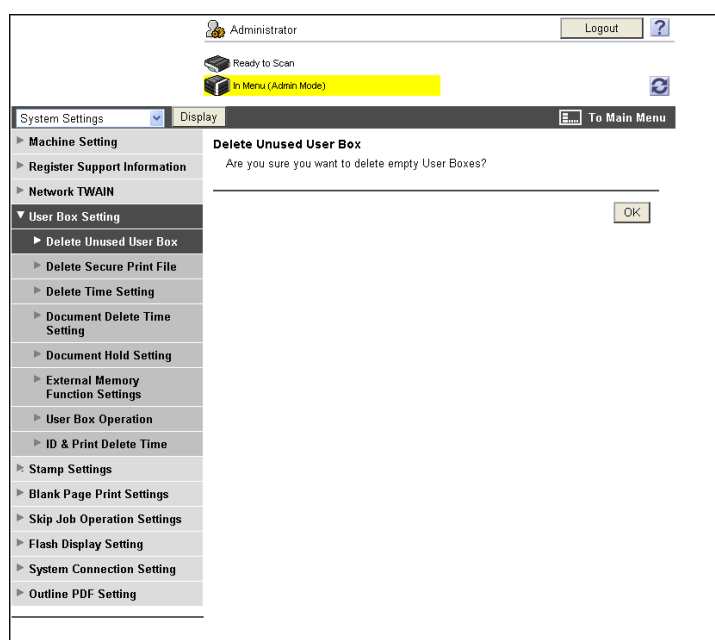 Administrator
Logout
?
Ready to Scan
In Menu (Admin Mode)
System Settings
Display
To Main Menu
Machine Setting
Register Support Information
Network TWAIN
User Box Setting
Delete Unused User Box
Delete Secure Print File
Delete Time Setting
Document Delete Time
Setting
Document Hold Setting
External Memory
Function Settings
User Box Operation
ID & Print Delete Time
Stamp Settings
Blank Page Print Settings
Skip Job Operation Settings
Flash Display Setting
System Connection Setting
Outline PDF Setting
Delete Unused User Box
Are you sure you want to delete empty User Boxes?
OK